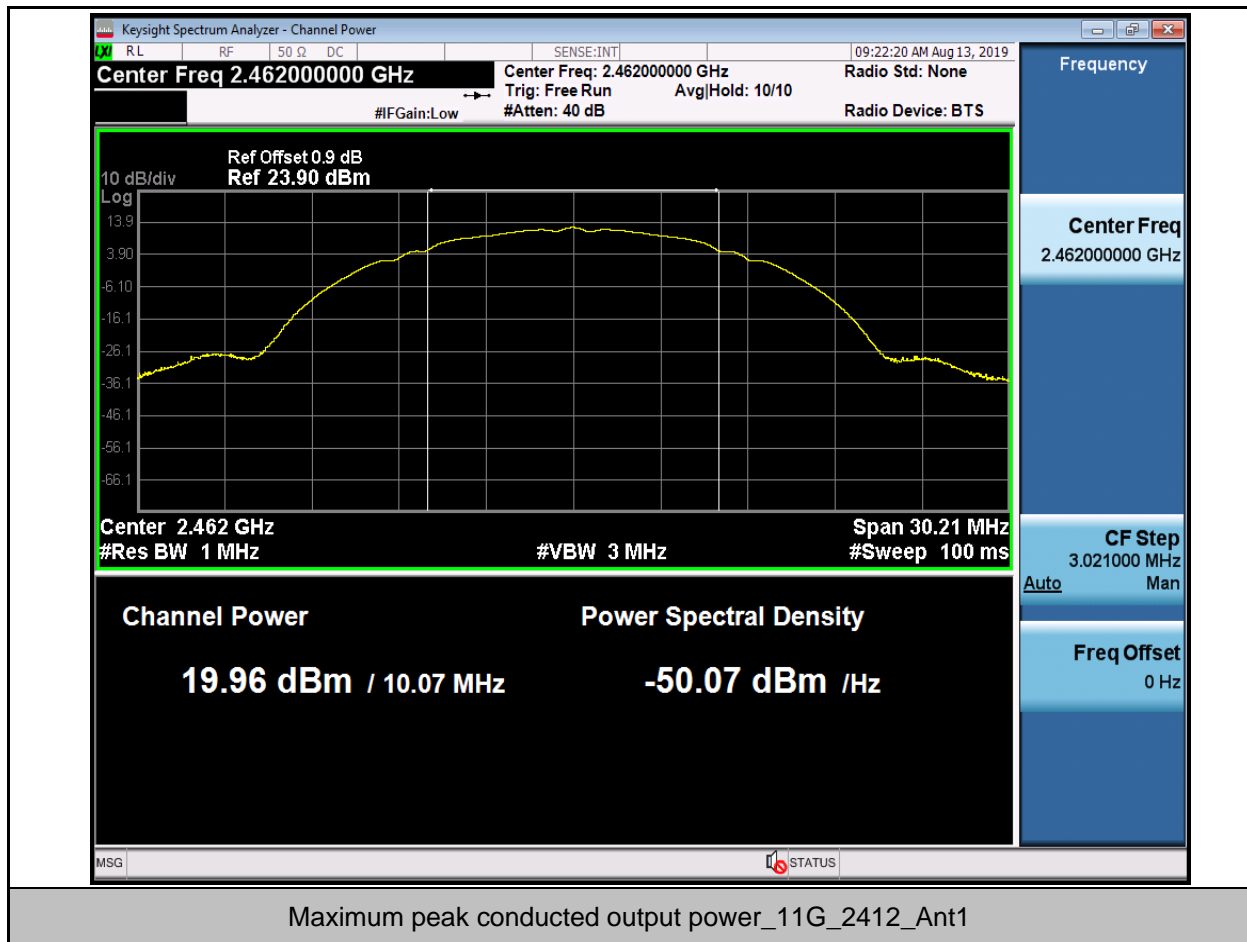 Keysight Spectrum Analyzer - Channel Power
LXI RL RF 50 Ω DC SENSE:INT 09:22:20 AM Aug 13, 2019
Center Freq 2.462000000 GHz
#IFGain:Low
Center Freq: 2.462000000 GHz
Trig: Free Run Avg|Hold: 10/10
#Atten: 40 dB
Radio Std: None
Radio Device: BTS
Frequency
Ref Offset 0.9 dB
10 dB/div Ref 23.90 dBm
Log
13.9
3.90
-6.10
-16.1
-26.1
-36.1
-46.1
-56.1
-66.1
Center 2.462 GHz Span 30.21 MHz
#Res BW 1 MHz #VBW 3 MHz #Sweep 100 ms
Center Freq
2.462000000 GHz
CF Step
3.021000 MHz
Auto Man
Freq Offset
0 Hz
Channel Power Power Spectral Density
19.96 dBm / 10.07 MHz -50.07 dBm /Hz
MSG STATUS
Maximum peak conducted output power_11G_2412_Ant1